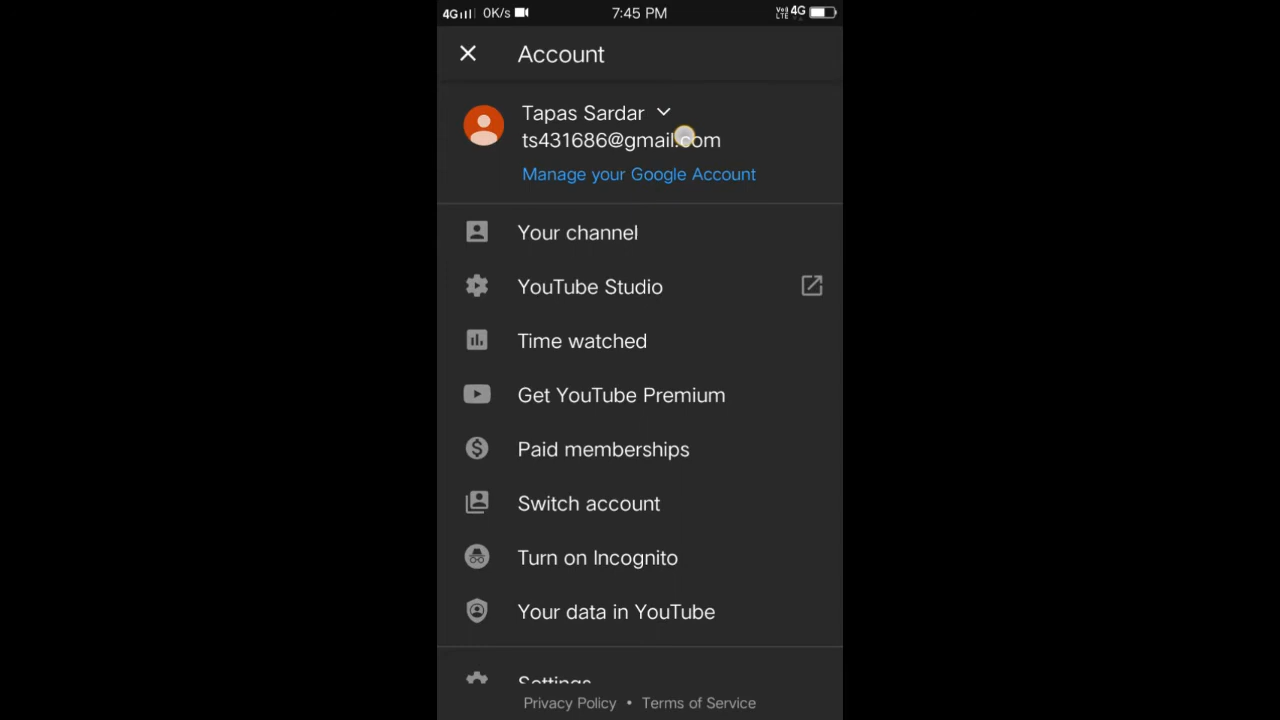 4G 0K/s 7:45 PM VoLTE 4G
Account
Tapas Sardar
ts431686@gmail.com
Manage your Google Account
Your channel
YouTube Studio
Time watched
Get YouTube Premium
Paid memberships
Switch account
Turn on Incognito
Your data in YouTube
Settings
Privacy Policy • Terms of Service